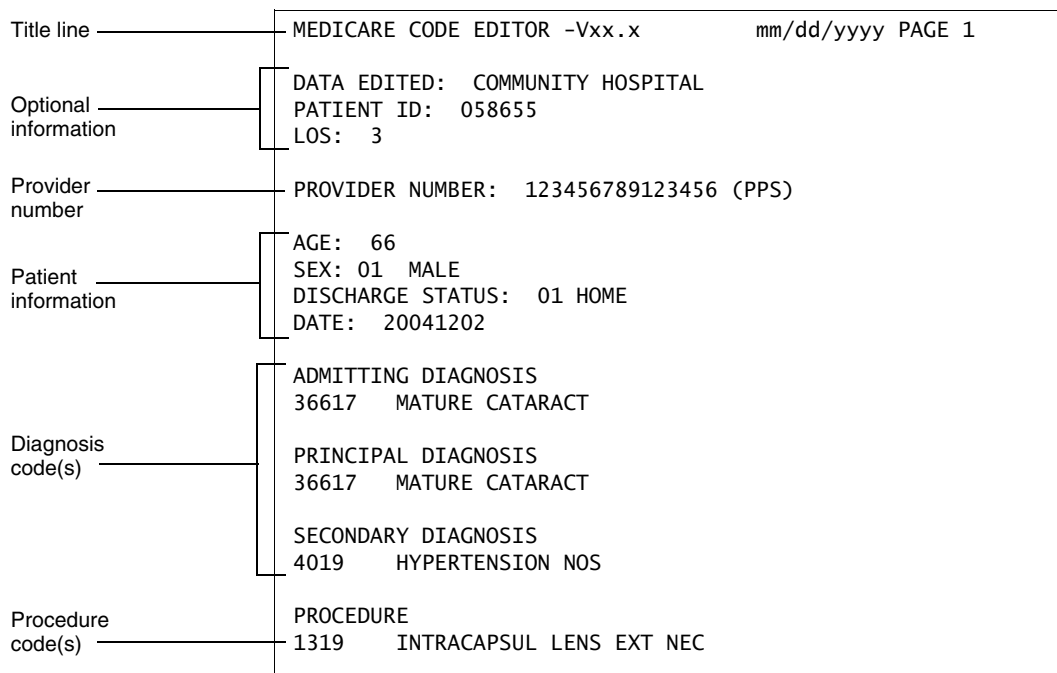 Title line
MEDICARE CODE EDITOR -Vxx.x mm/dd/yyyy PAGE 1
Optional
information
DATA EDITED: COMMUNITY HOSPITAL
PATIENT ID: 058655
LOS: 3
Provider
number
PROVIDER NUMBER: 123456789123456 (PPS)
Patient
information
AGE: 66
SEX: 01 MALE
DISCHARGE STATUS: 01 HOME
DATE: 20041202
Diagnosis
code(s)
ADMITTING DIAGNOSIS
36617 MATURE CATARACT
PRINCIPAL DIAGNOSIS
36617 MATURE CATARACT
SECONDARY DIAGNOSIS
4019 HYPERTENSION NOS
Procedure
code(s)
PROCEDURE
1319 INTRACAPSUL LENS EXT NEC